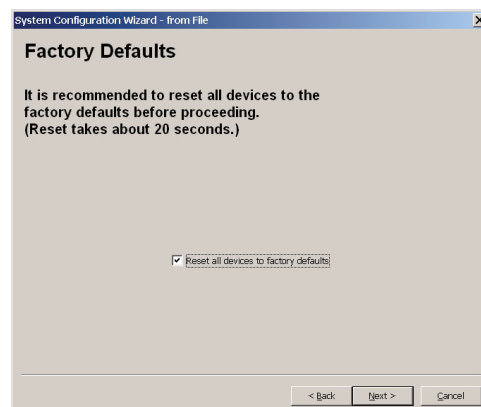 System Configuration Wizard - from File
Factory Defaults
It is recommended to reset all devices to the
factory defaults before proceeding.
(Reset takes about 20 seconds.)
Reset all devices to factory defaults
< Back
Next >
Cancel